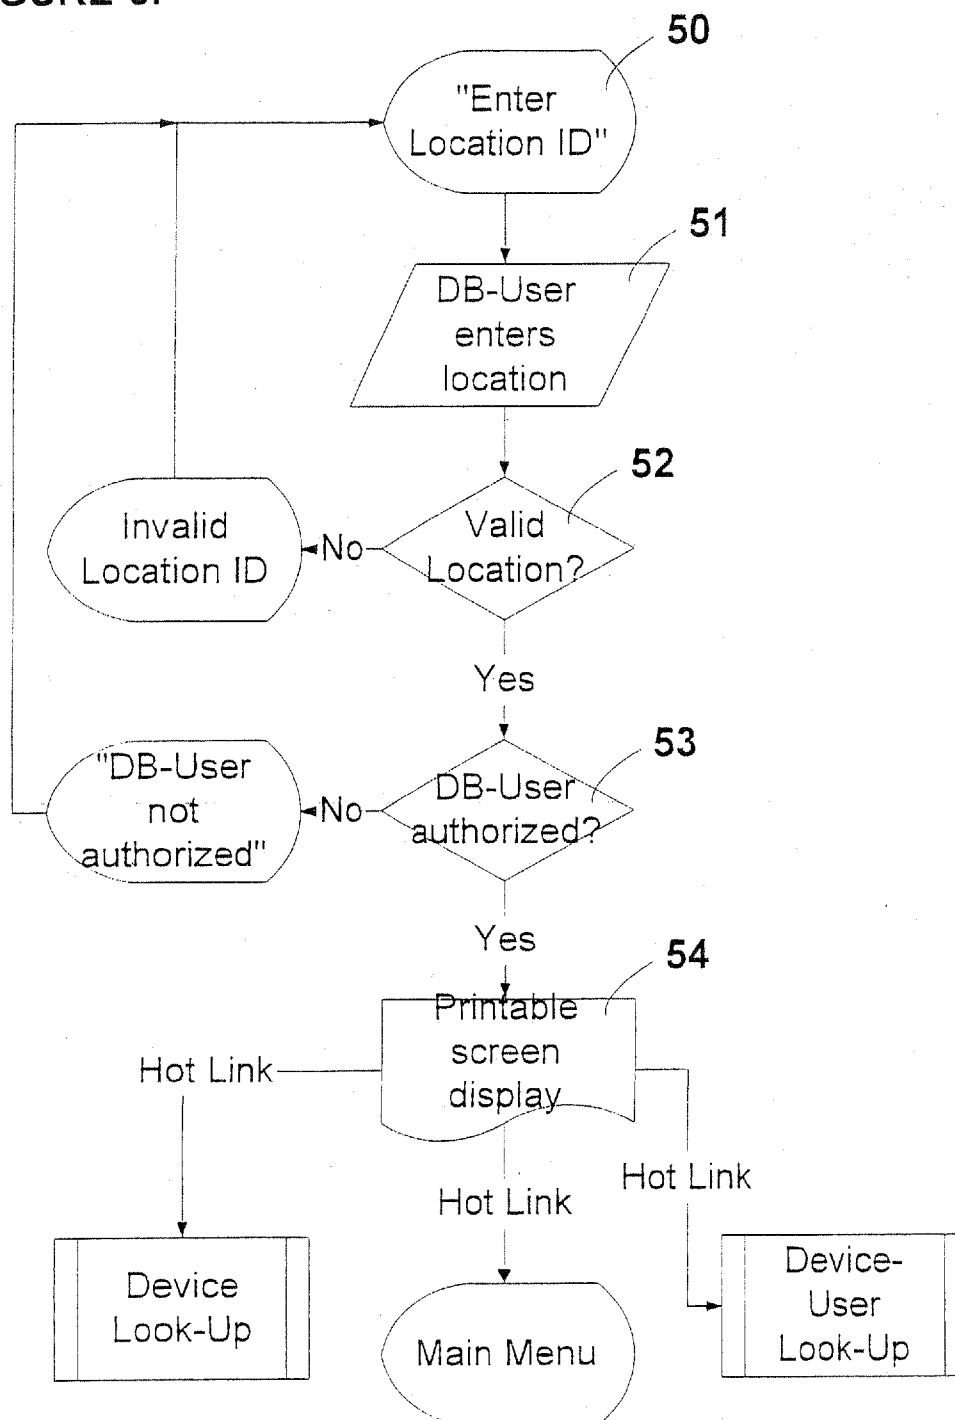 50
"Enter
Location ID"
51
DB-User
enters
location
52
Valid
Location?
No
Invalid
Location ID
Yes
53
DB-User
authorized?
No
"DB-User
not
authorized"
Yes
54
Printable
screen
display
Hot Link
Hot Link
Hot Link
Device
Look-Up
Main Menu
Device-
User
Look-Up